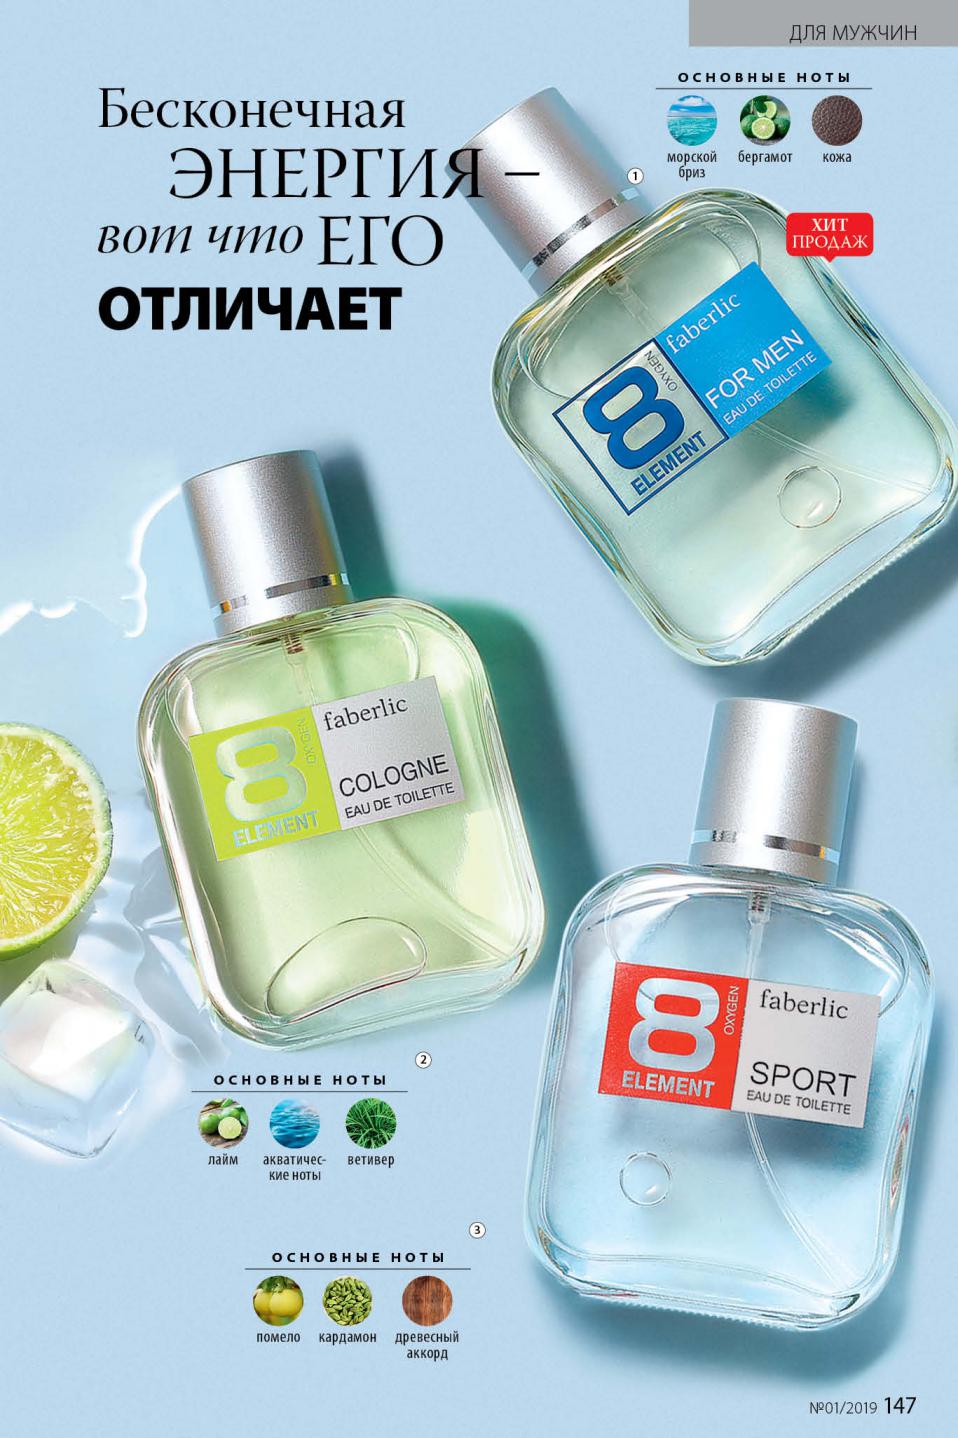 ДЛЯ МУЖЧИН
Бесконечная
ЭНЕРГИЯ –
вот что ЕГО
ОТЛИЧАЕТ
ОСНОВНЫЕ НОТЫ
морской
бриз
бергамот
кожа
1
ХИТ
ПРОДАЖ
8
OXYGEN
ELEMENT
faberlic
FOR MEN
EAU DE TOILETTE
8
OXYGEN
ELEMENT
faberlic
COLOGNE
EAU DE TOILETTE
8
OXYGEN
ELEMENT
faberlic
SPORT
EAU DE TOILETTE
2
ОСНОВНЫЕ НОТЫ
лайм
акватичес-
кие ноты
ветивер
3
ОСНОВНЫЕ НОТЫ
помело
кардамон
древесный
аккорд
№01/2019 147